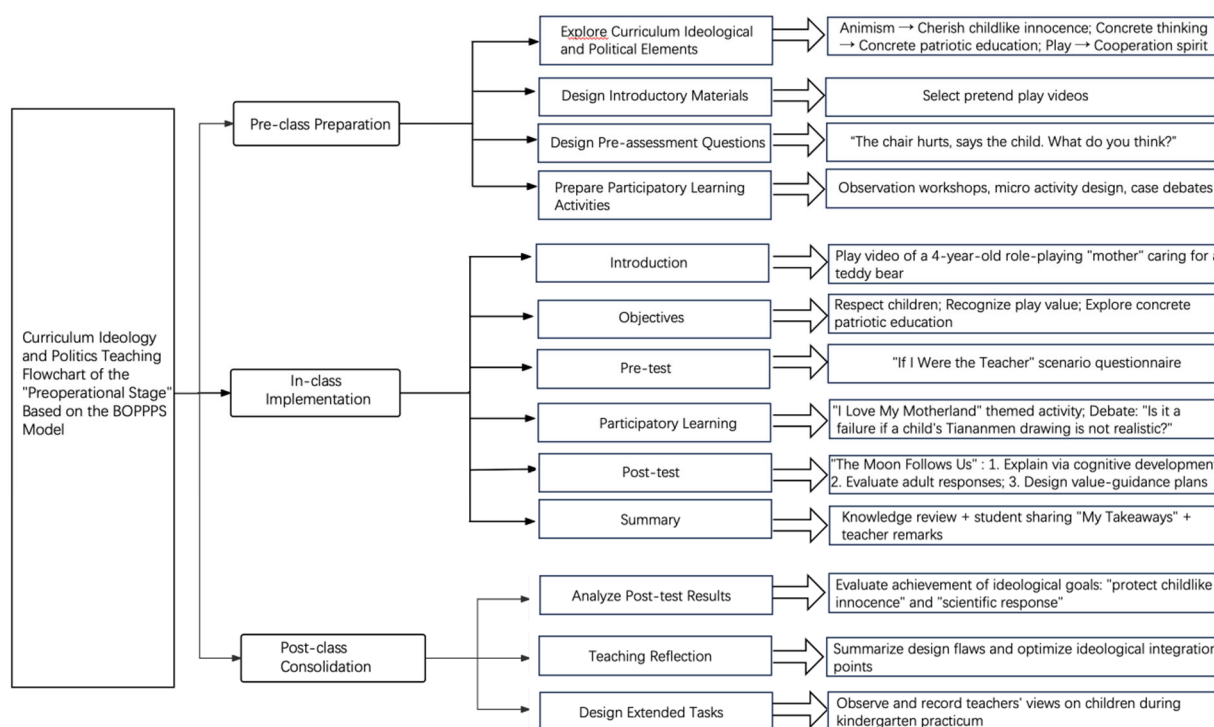 Curriculum Ideology
and Politics Teaching
Flowchart of the
"Preoperational Stage"
Based on the BOPPPS
Model
Pre-class Preparation
Explore Curriculum Ideological
and Political Elements
Animism → Cherish childlike innocence; Concrete thinking
→ Concrete patriotic education; Play → Cooperation spirit
Design Introductory Materials
Select pretend play videos
Design Pre-assessment Questions
“The chair hurts, says the child. What do you think?”
Prepare Participatory Learning
Activities
Observation workshops, micro activity design, case debates
In-class
Implementation
Introduction
Play video of a 4-year-old role-playing "mother" caring for a
teddy bear
Objectives
Respect children; Recognize play value; Explore concrete
patriotic education
Pre-test
"If I Were the Teacher" scenario questionnaire
Participatory Learning
"I Love My Motherland" themed activity; Debate: "Is it a
failure if a child's Tiananmen drawing is not realistic?"
Post-test
"The Moon Follows Us" : 1. Explain via cognitive development
2. Evaluate adult responses; 3. Design value-guidance plans
Summary
Knowledge review + student sharing "My Takeaways" +
teacher remarks
Post-class
Consolidation
Analyze Post-test Results
Evaluate achievement of ideological goals: "protect childlike
innocence" and "scientific response"
Teaching Reflection
Summarize design flaws and optimize ideological integration
points
Design Extended Tasks
Observe and record teachers' views on children during
kindergarten practicum